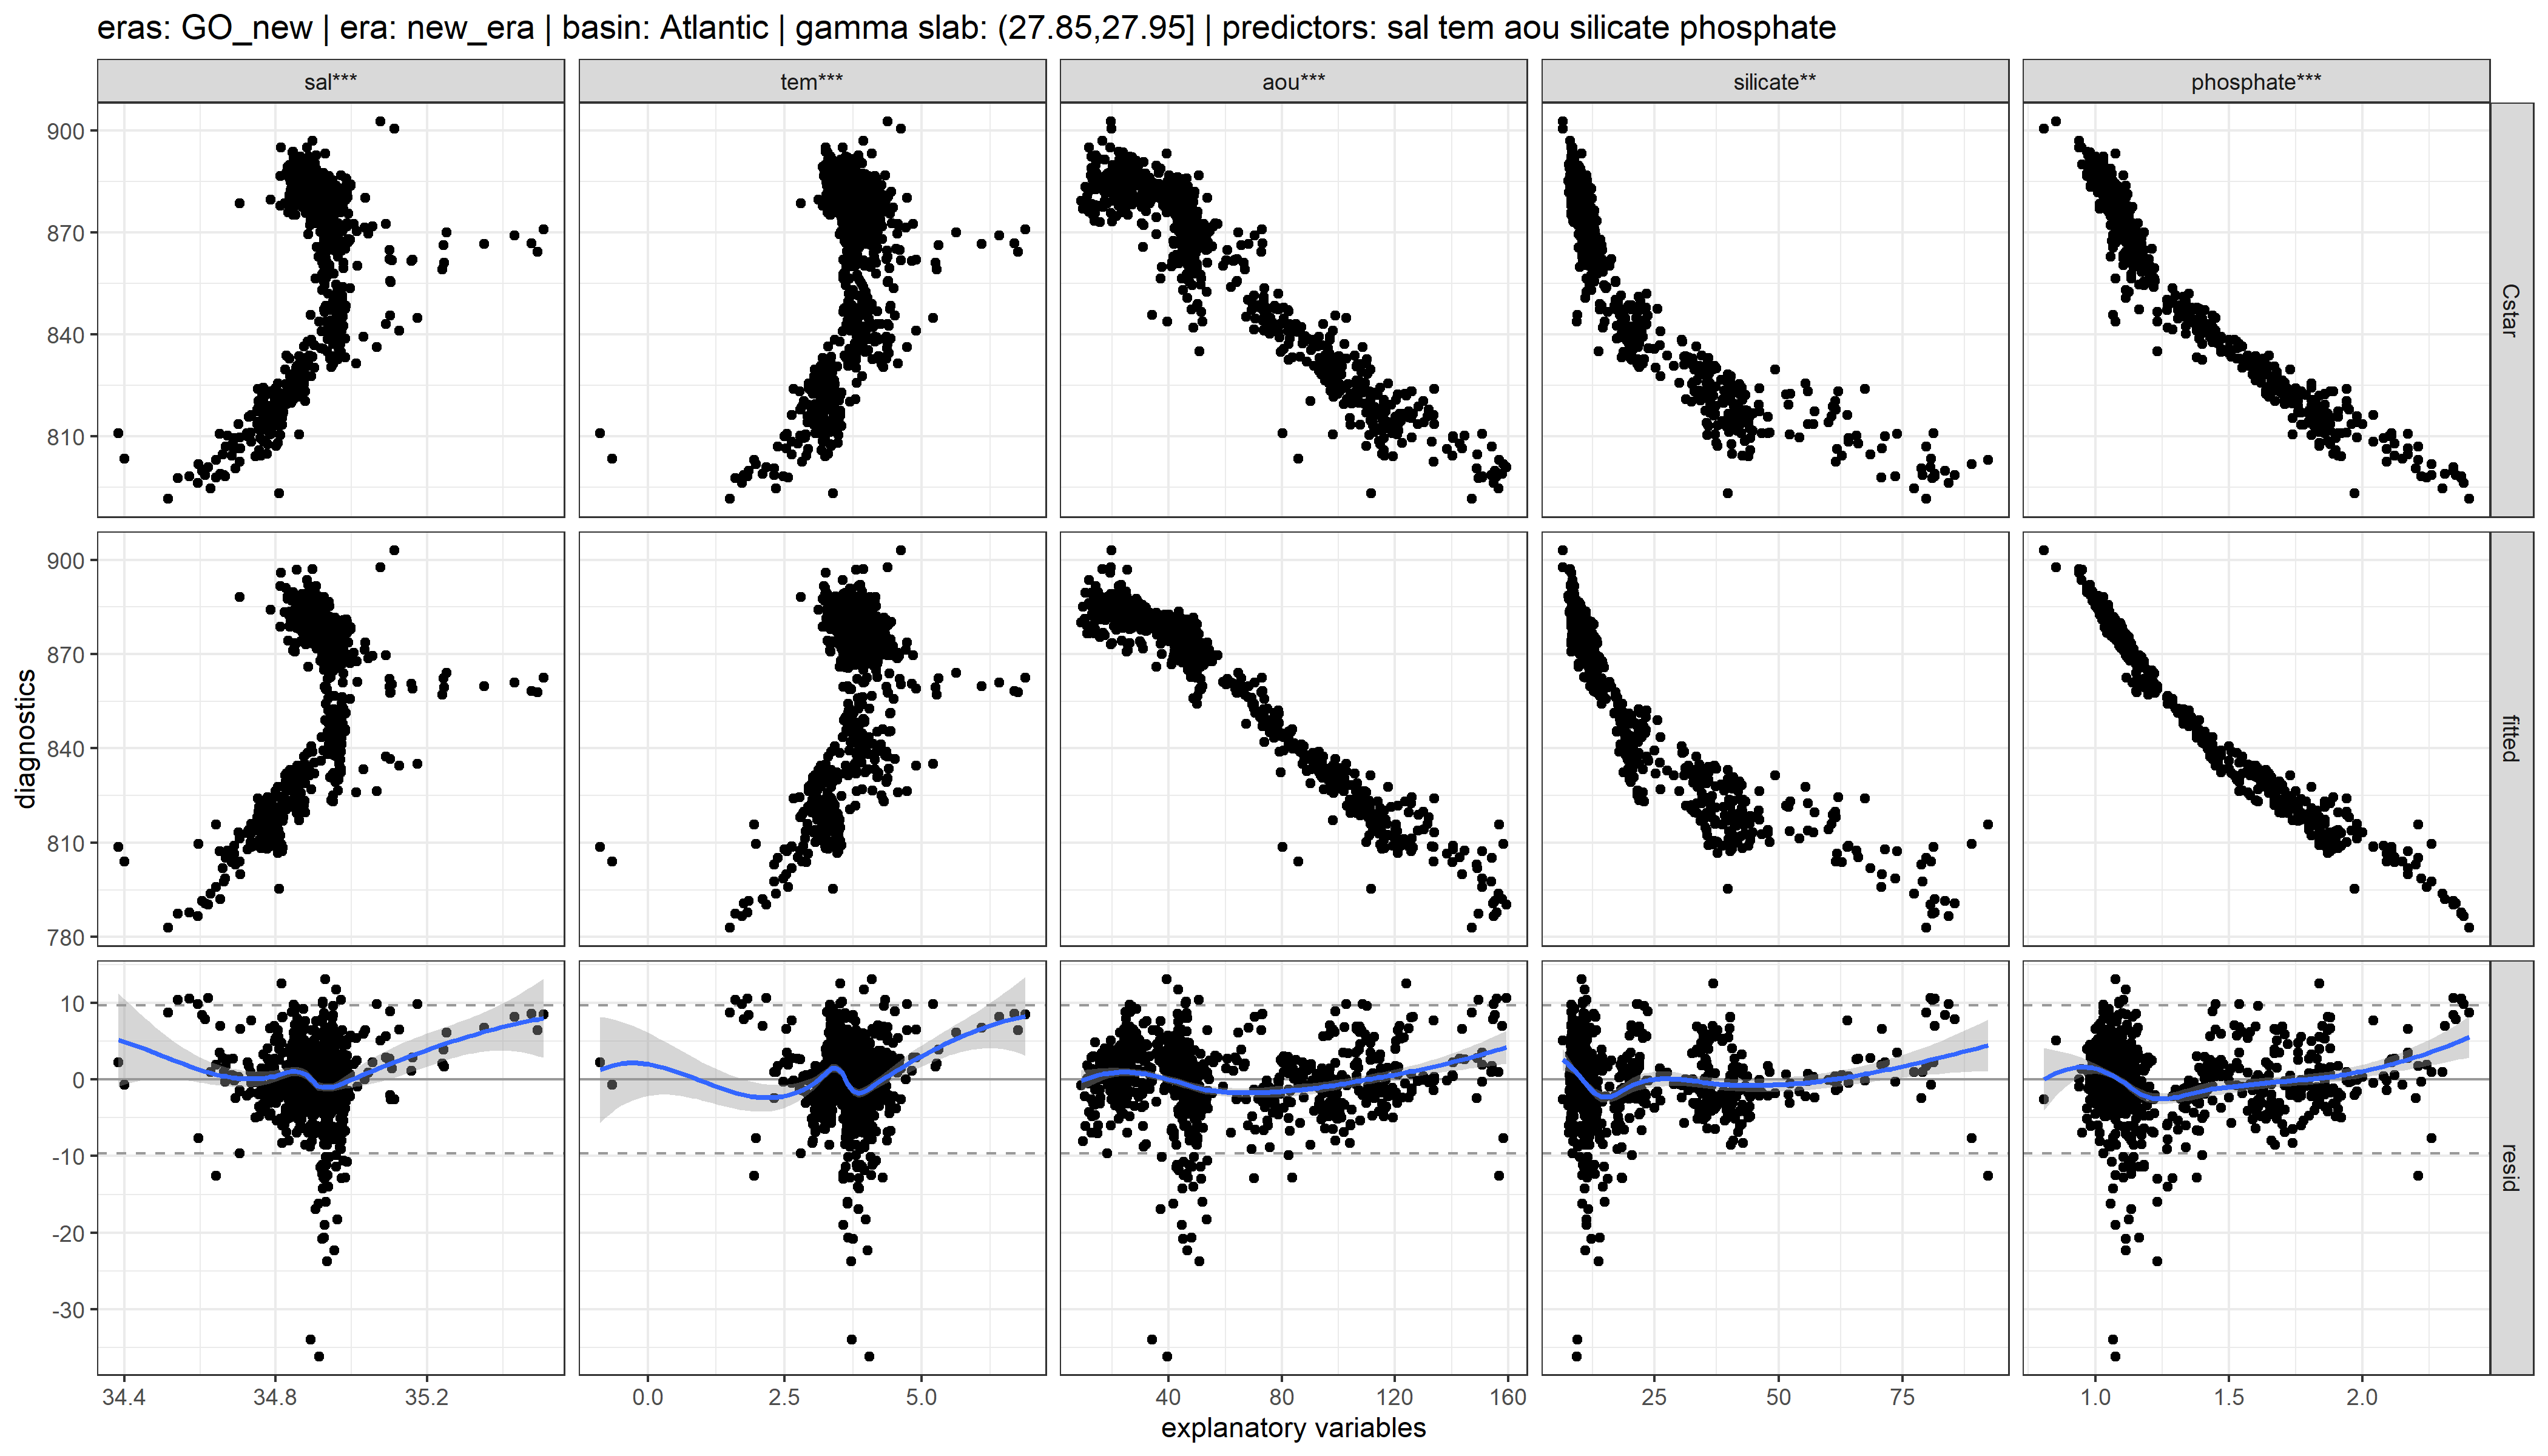 eras: GO_new | era: new_era | basin: Atlantic | gamma slab: (27.85,27.95] | predictors: sal tem aou silicate phosphate
sal*** tem*** aou*** silicate** phosphate***
900
870
840
810
Cstar
900
870
840
810
780
fitted
diagnostics
10
0
-10
-20
-30
resid
34.4 34.8 35.2 0.0 2.5 5.0 40 80 120 160 25 50 75 1.0 1.5 2.0
explanatory variables